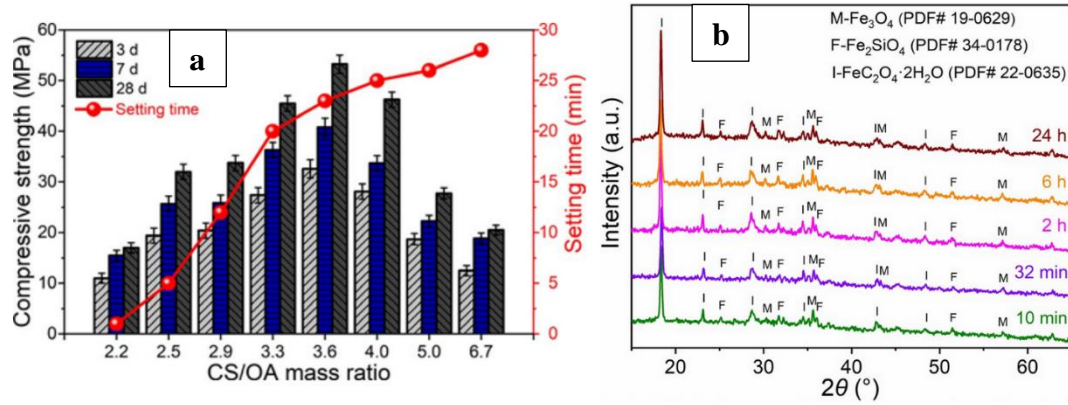 a
3 d
7 d
28 d
Setting time
Compressive strength (MPa)
60
50
40
30
20
10
0
Setting time (min)
30
25
20
15
10
5
0
2.2 2.5 2.9 3.3 3.6 4.0 5.0 6.7
CS/OA mass ratio
b
M-Fe₃O₄ (PDF# 19-0629)
F-Fe₂SiO₄ (PDF# 34-0178)
I-FeC₂O₄·2H₂O (PDF# 22-0635)
Intensity (a.u.)
I
I F I M F I M F I M I F M
24 h
I F I M F I M F I M I F M
6 h
I F I M F I M F I M I F M
2 h
I F I M F I M F I M I F M
32 min
I F I M F I M F I I F M
10 min
20 30 40 50 60
2θ (°)